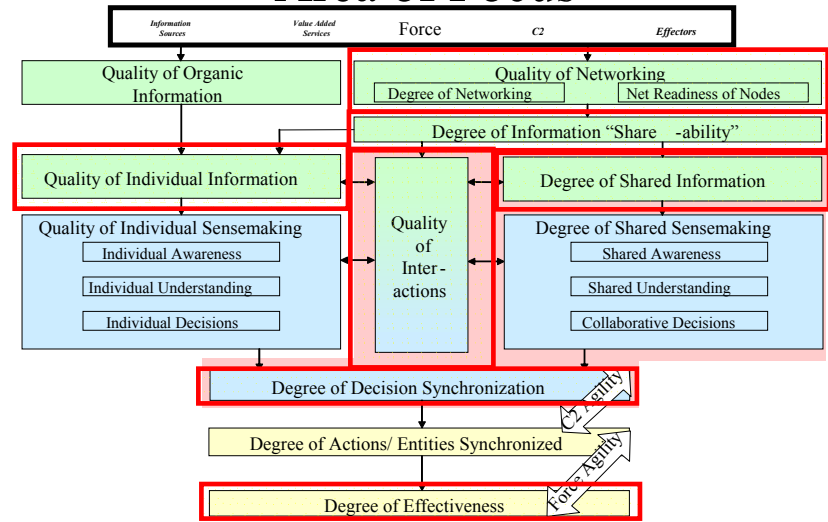 Area of Focus
Information Sources
Value Added Services
Force
C2
Effectors
Quality of Organic
Information
Quality of Networking
Degree of Networking
Net Readiness of Nodes
Degree of Information “Share -ability”
Quality of Individual Information
Degree of Shared Information
Quality of Individual Sensemaking
Individual Awareness
Individual Understanding
Individual Decisions
Quality
of
Inter-
actions
Degree of Shared Sensemaking
Shared Awareness
Shared Understanding
Collaborative Decisions
Degree of Decision Synchronization
C2 Agility
Degree of Actions/ Entities Synchronized
Force Agility
Degree of Effectiveness